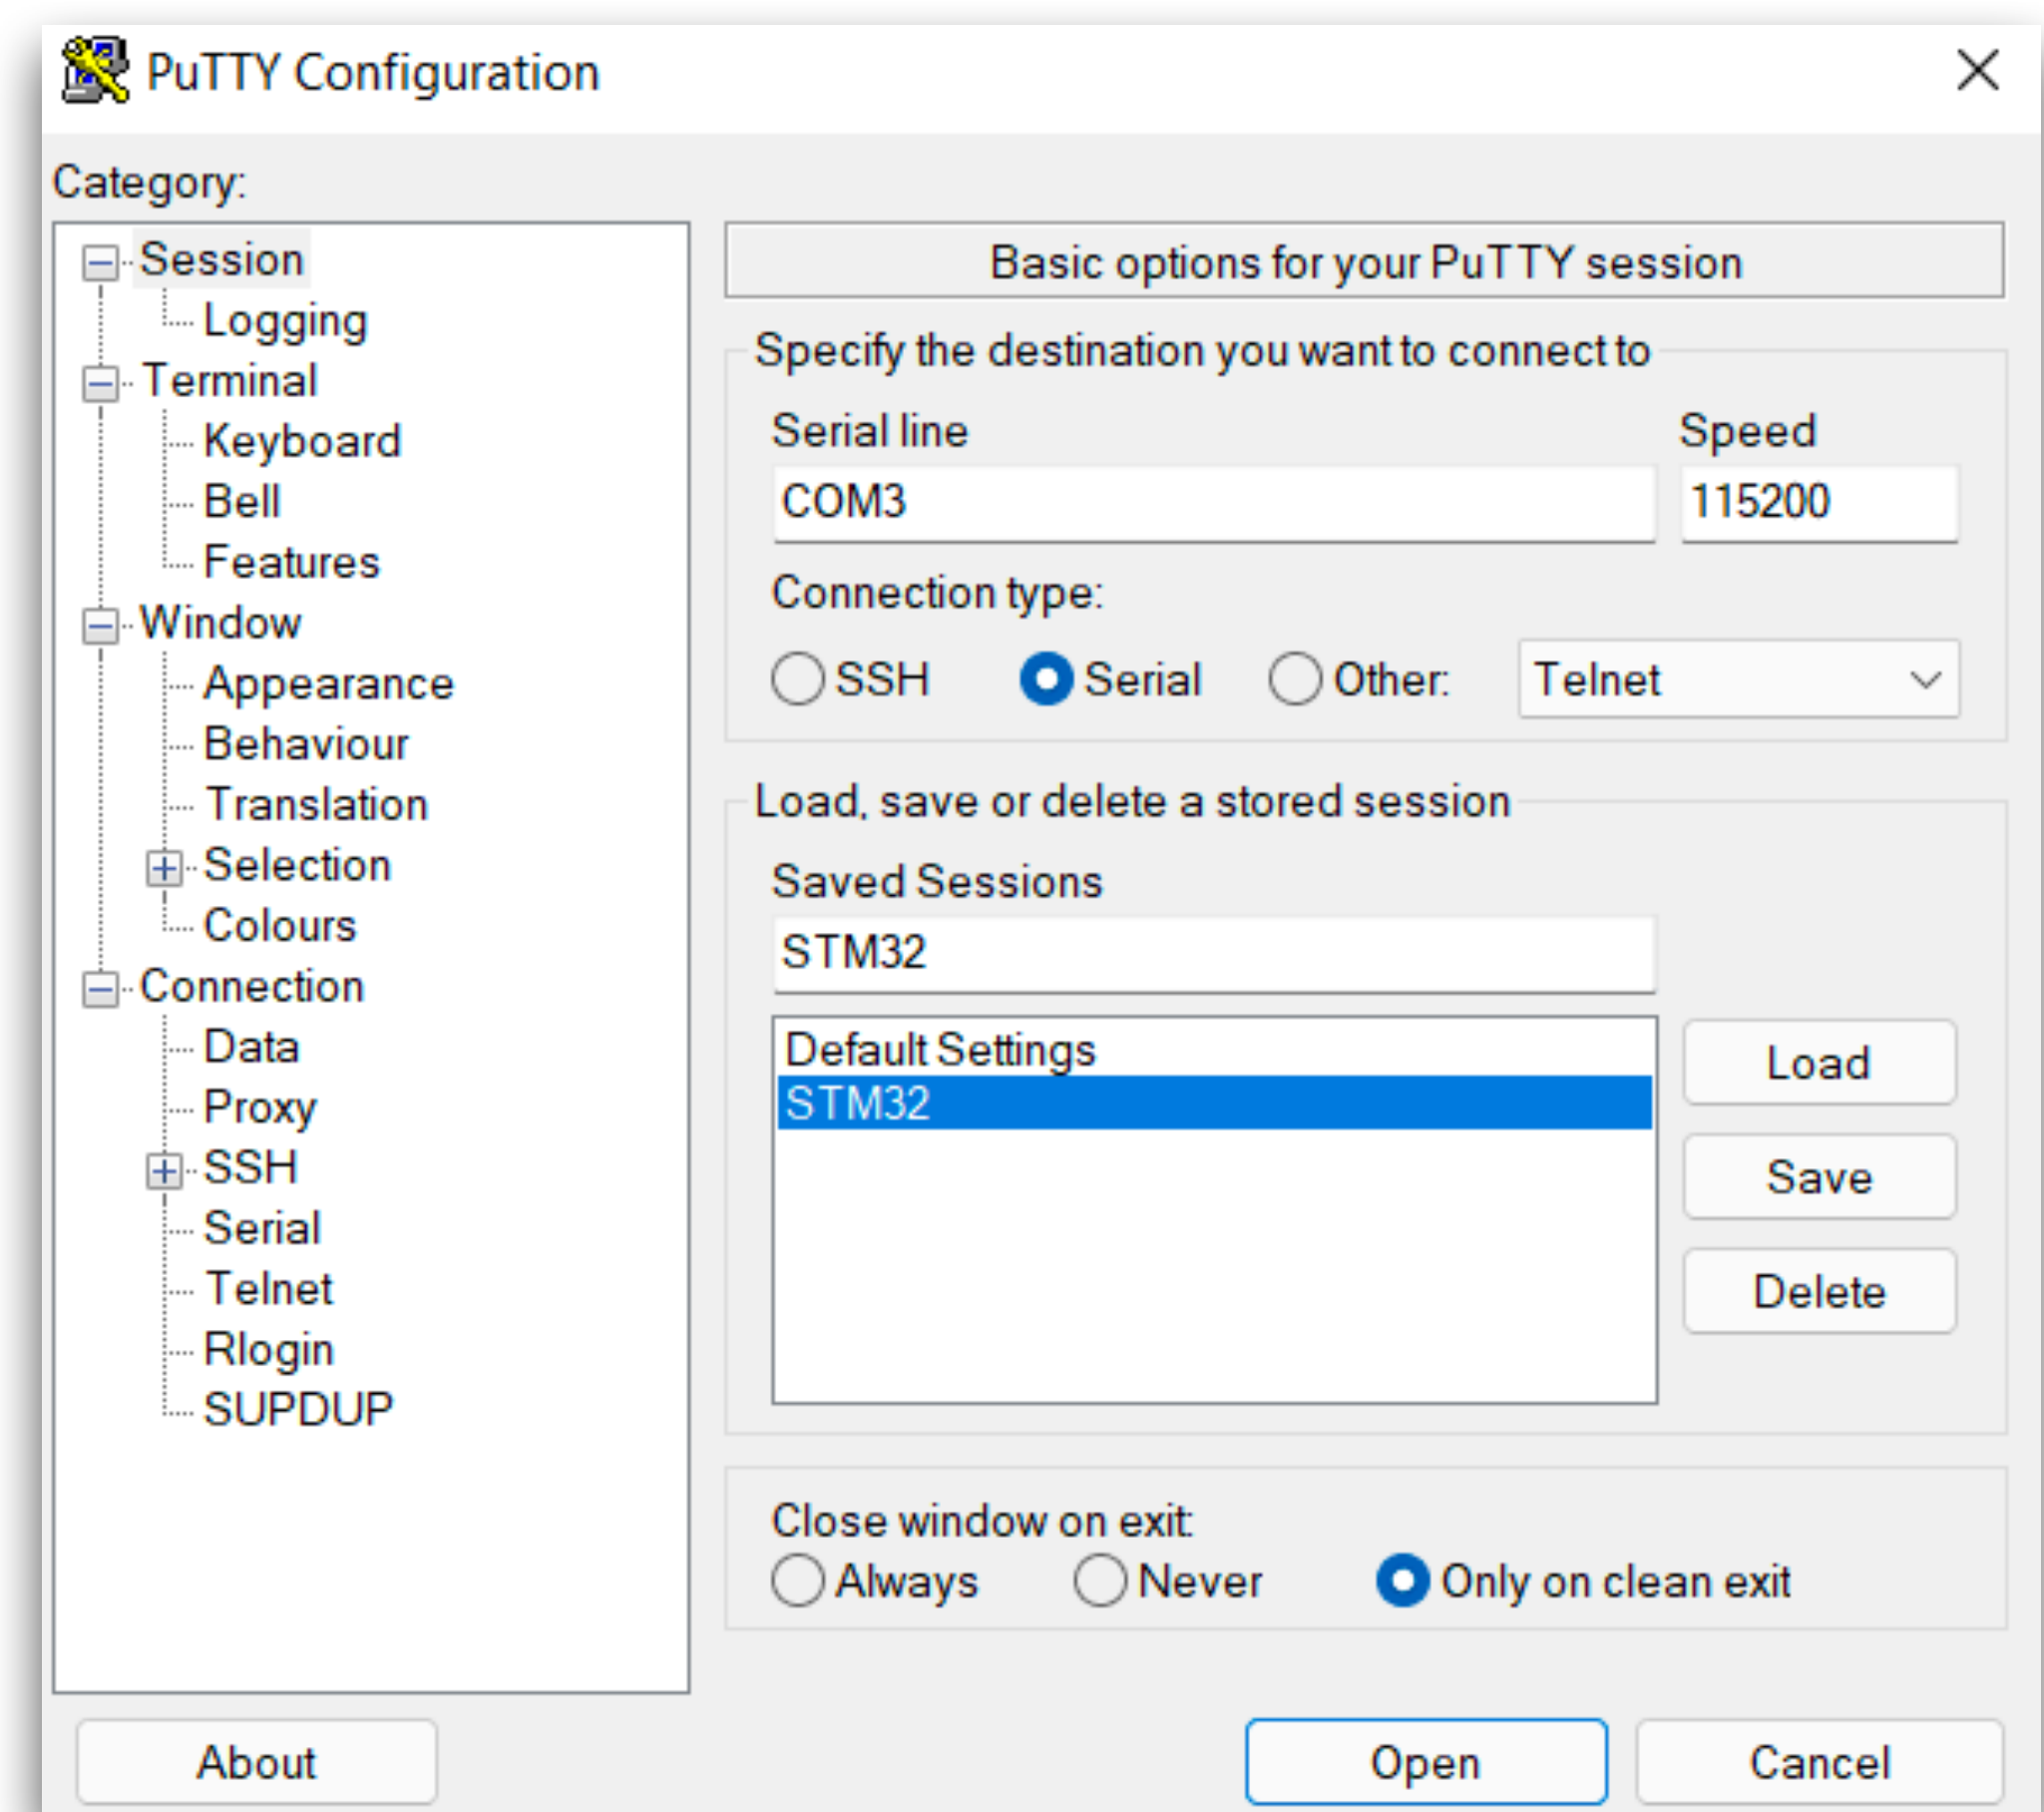 PuTTY Configuration
Category:
Session
Logging
Terminal
Keyboard
Bell
Features
Window
Appearance
Behaviour
Translation
Selection
Colours
Connection
Data
Proxy
SSH
Serial
Telnet
Rlogin
SUPDUP
Basic options for your PuTTY session
Specify the destination you want to connect to
Serial line Speed
COM3 115200
Connection type:
SSH Serial Other: Telnet
Load, save or delete a stored session
Saved Sessions
STM32
Default Settings
STM32
Load
Save
Delete
Close window on exit:
Always Never Only on clean exit
About Open Cancel